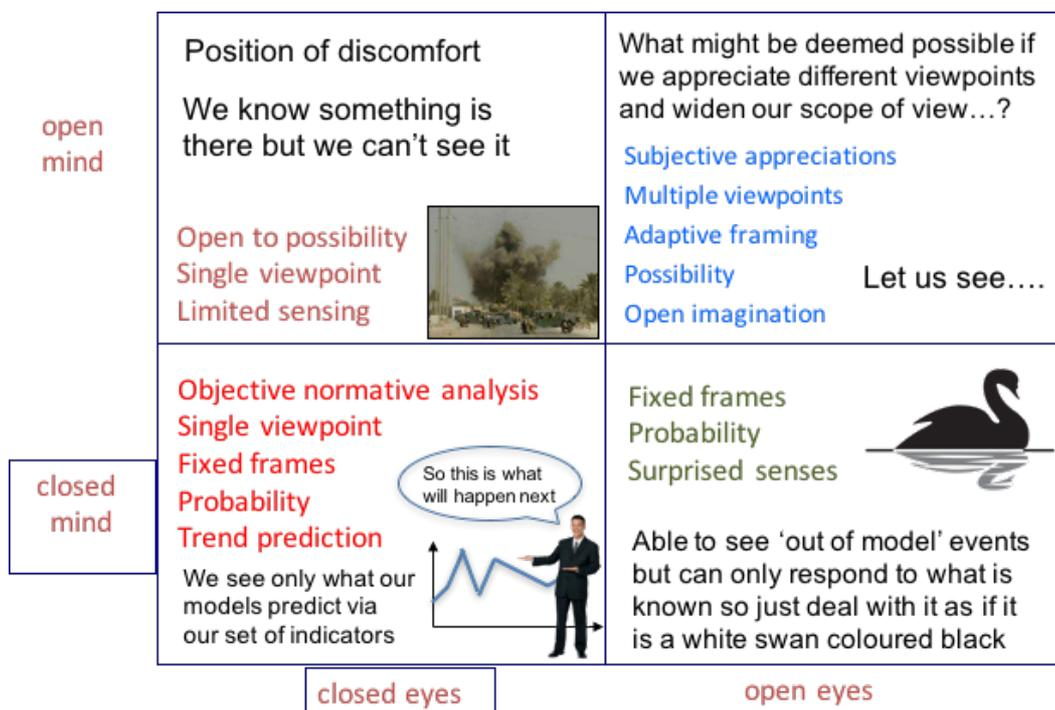 open
mind
Position of discomfort
We know something is
there but we can't see it
Open to possibility
Single viewpoint
Limited sensing
What might be deemed possible if
we appreciate different viewpoints
and widen our scope of view…?
Subjective appreciations
Multiple viewpoints
Adaptive framing
Possibility
Open imagination
Let us see….
closed
mind
Objective normative analysis
Single viewpoint
Fixed frames
Probability
Trend prediction
We see only what our
models predict via
our set of indicators
So this is what
will happen next
Fixed frames
Probability
Surprised senses
Able to see 'out of model' events
but can only respond to what is
known so just deal with it as if it
is a white swan coloured black
closed eyes
open eyes